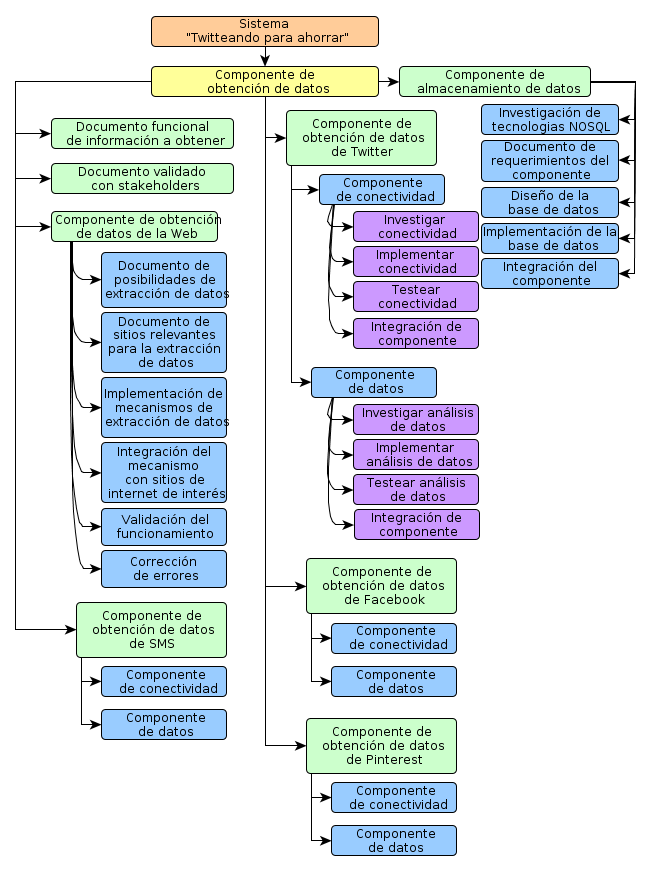 Sistema
"Twitteando para ahorrar"
Componente de
obtención de datos
Componente de
almacenamiento de datos
Investigación de
tecnologias NOSQL
Documento de
requerimientos del
componente
Diseño de la
base de datos
Implementación de la
base de datos
Integración del
componente
Documento funcional
de información a obtener
Documento validado
con stakeholders
Componente de obtención
de datos de la Web
Documento de
posibilidades de
extracción de datos
Documento de
sitios relevantes
para la extracción
de datos
Implementación de
mecanismos de
extracción de datos
Integración del
mecanismo
con sitios de
internet de interés
Validación del
funcionamiento
Corrección
de errores
Componente de
obtención de datos
de SMS
Componente
de conectividad
Componente
de datos
Componente de
obtención de datos
de Twitter
Componente
de conectividad
Investigar
conectividad
Implementar
conectividad
Testear
conectividad
Integración de
componente
Componente
de datos
Investigar análisis
de datos
Implementar
análisis de datos
Testear análisis
de datos
Integración de
componente
Componente de
obtención de datos
de Facebook
Componente
de conectividad
Componente
de datos
Componente de
obtención de datos
de Pinterest
Componente
de conectividad
Componente
de datos